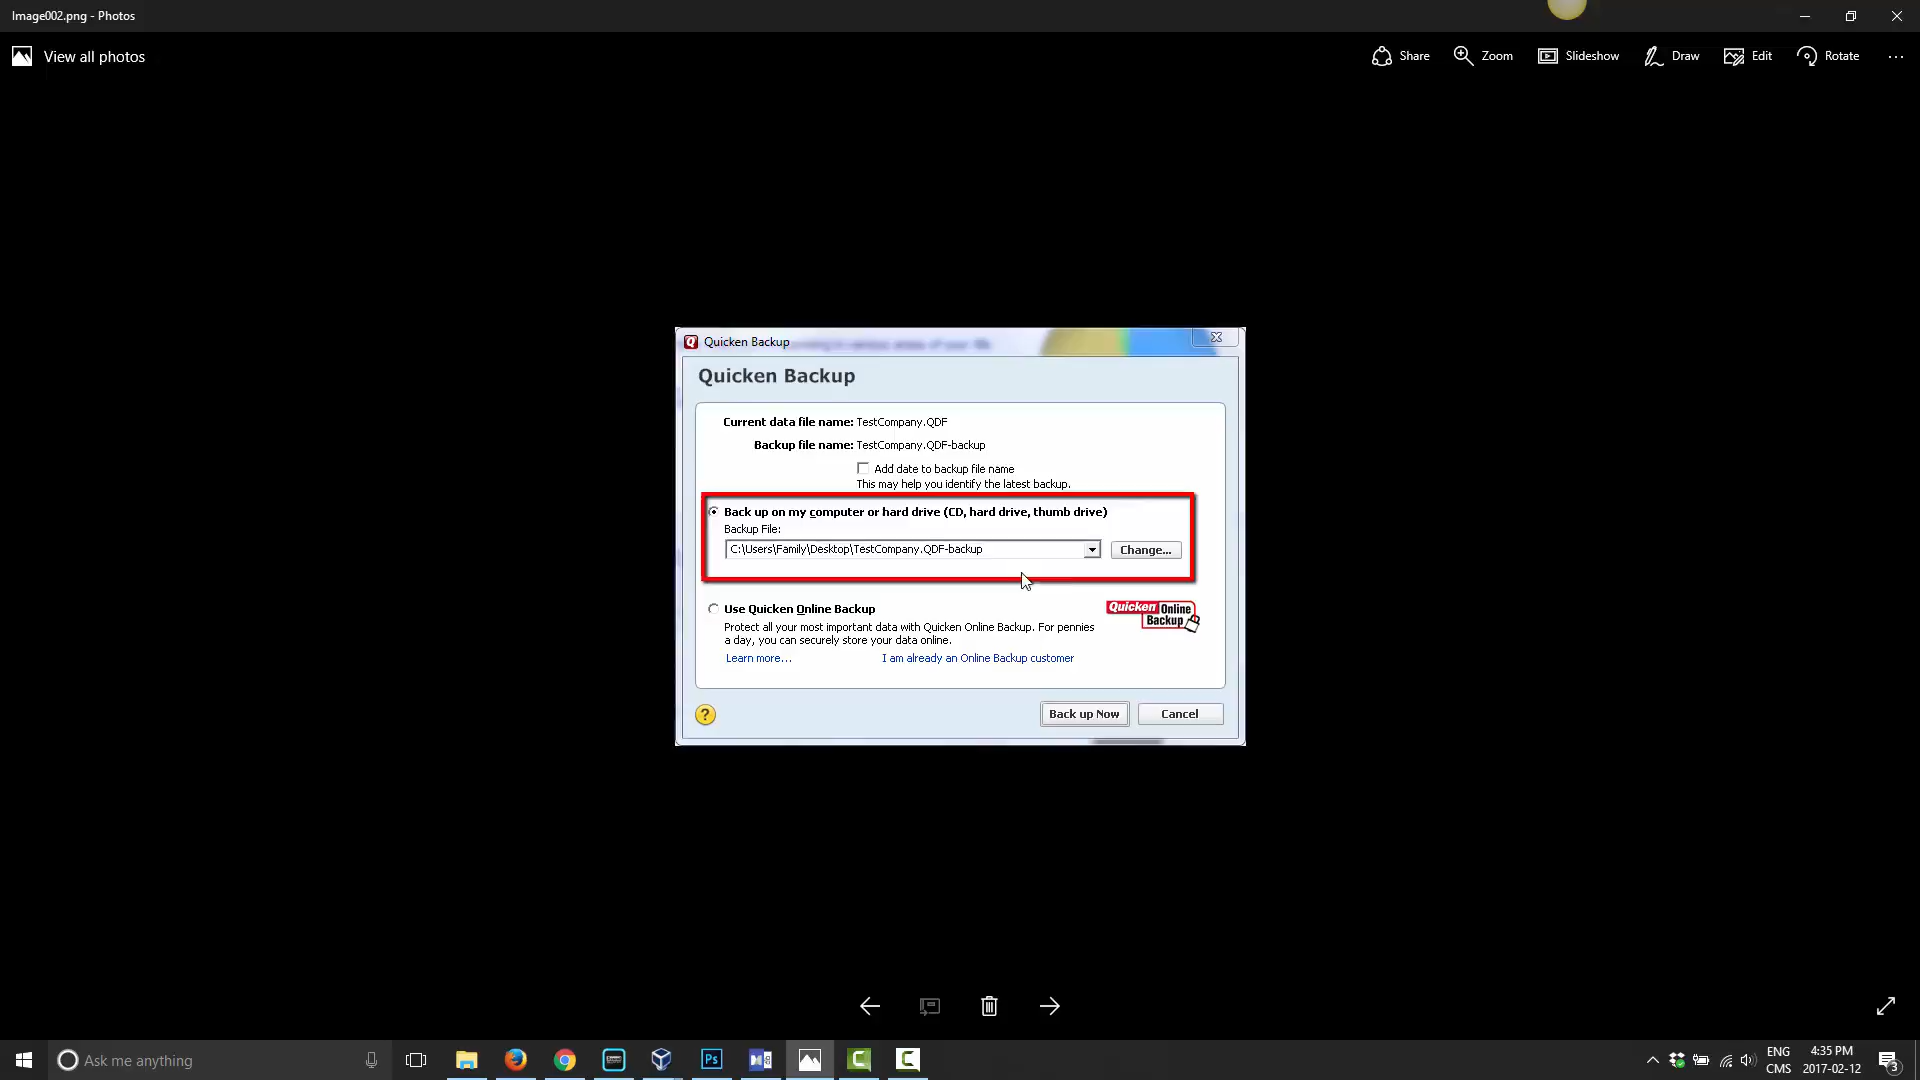 Image002.png - Photos
View all photos
Share
Zoom
Slideshow
Draw
Edit
Rotate
Quicken Backup
Quicken Backup
Current data file name: TestCompany.QDF
Backup file name: TestCompany.QDF-backup
Add date to backup file name
This may help you identify the latest backup.
Back up on my computer or hard drive (CD, hard drive, thumb drive)
Backup File:
C:\Users\Family\Desktop\TestCompany.QDF-backup
Change...
Use Quicken Online Backup
Protect all your most important data with Quicken Online Backup. For pennies
a day, you can securely store your data online.
Learn more...
I am already an Online Backup customer
Quicken Online
Backup
?
Back up Now
Cancel
Ask me anything
Ps
ENG
CMS
4:35 PM
2017-02-12
3